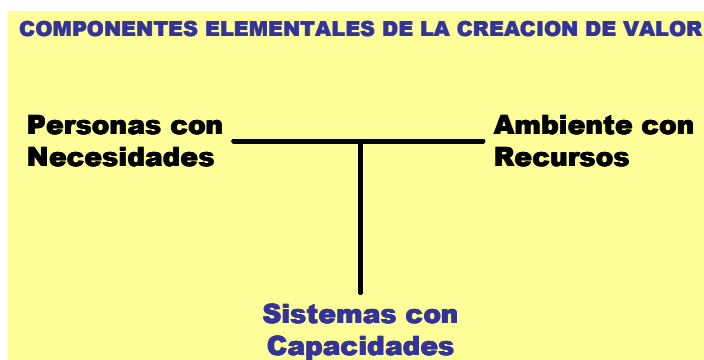 COMPONENTES ELEMENTALES DE LA CREACION DE VALOR
Personas con
Necesidades
Ambiente con
Recursos
Sistemas con
Capacidades